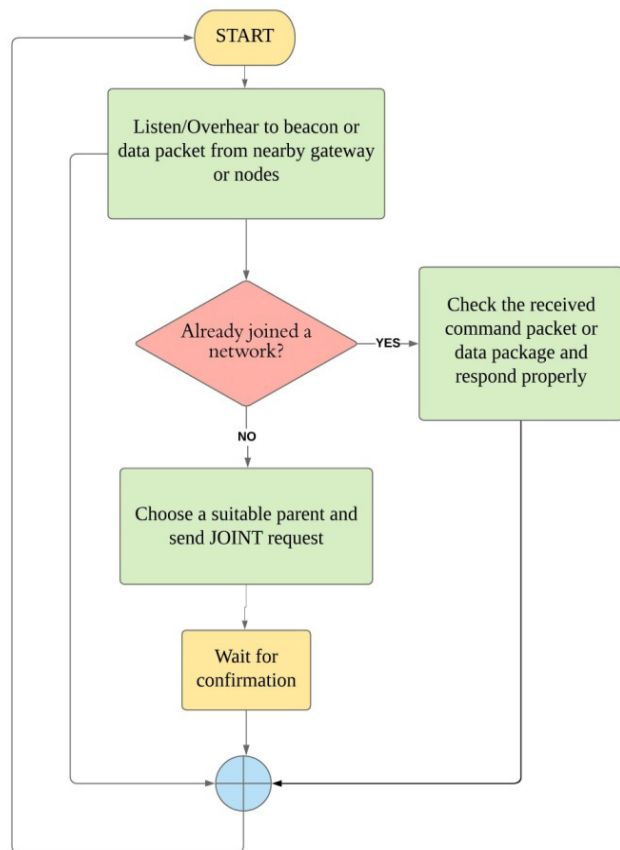 START
Listen/Overhear to beacon or
data packet from nearby gateway
or nodes
Already joined a
network?
YES
Check the received
command packet or
data package and
respond properly
NO
Choose a suitable parent and
send JOINT request
Wait for
confirmation